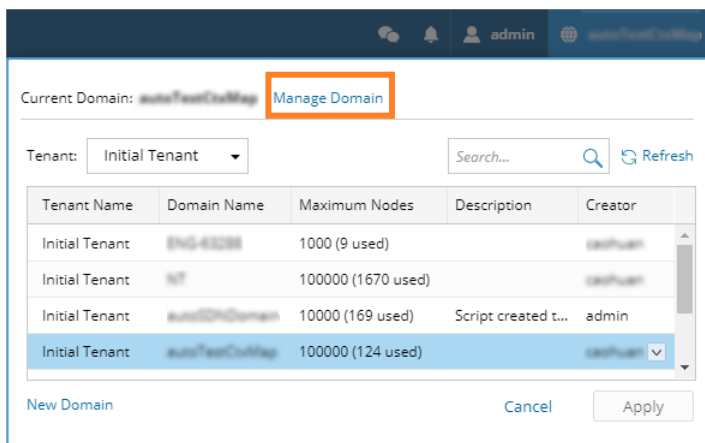 admin
Current Domain: Manage Domain
Tenant: Initial Tenant Search... Refresh
Tenant Name Domain Name Maximum Nodes Description Creator
Initial Tenant 1000 (9 used)
Initial Tenant 100000 (1670 used)
Initial Tenant 10000 (169 used) Script created t... admin
Initial Tenant 100000 (124 used)
New Domain Cancel Apply